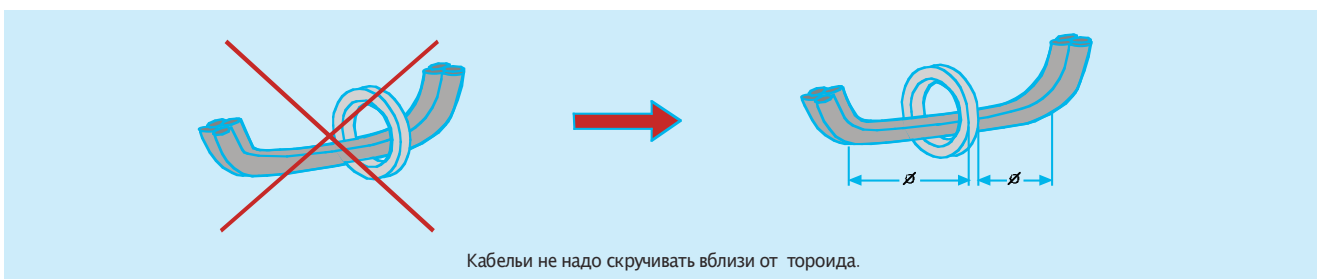 ø ø
Кабельи не надо скручивать вблизи от тороида.